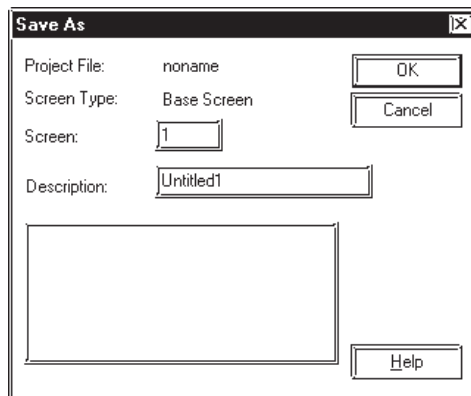 Save As
Project File: noname
OK
Screen Type: Base Screen
Cancel
Screen: 1
Description: Untitled1
Help